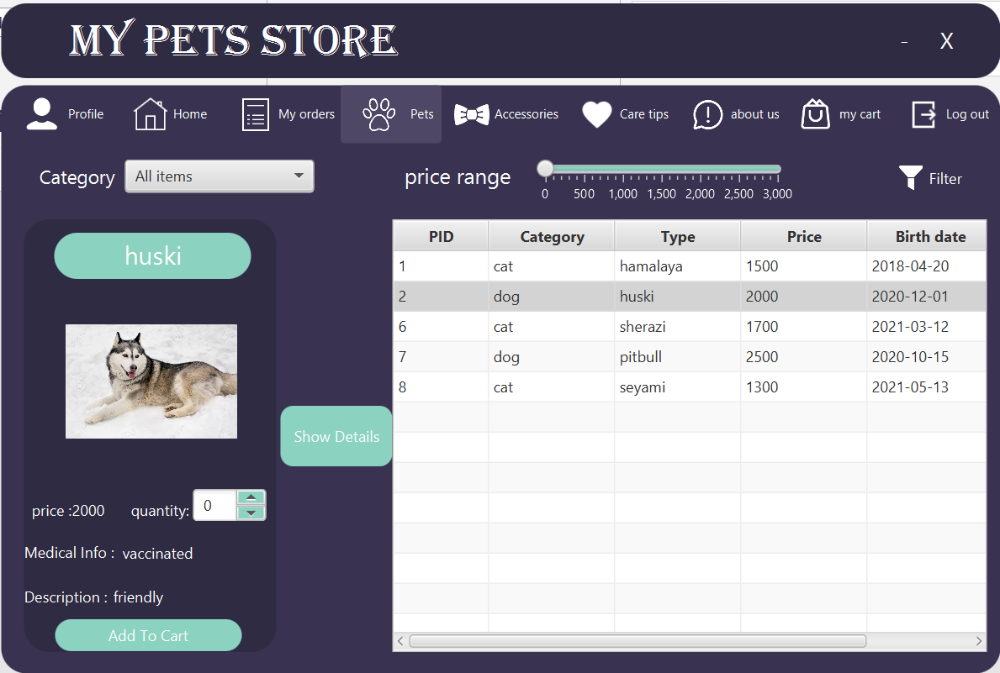 MY PETS STORE - X
Profile Home My orders Pets Accessories Care tips about us my cart Log out
Category All items price range Filter
0 500 1,000 1,500 2,000 2,500 3,000
huski
price :2000 quantity: 0
Medical Info : vaccinated
Description : friendly
Add To Cart
Show Details
PID Category Type Price Birth date
1 cat hamalaya 1500 2018-04-20
2 dog huski 2000 2020-12-01
6 cat sherazi 1700 2021-03-12
7 dog pitbull 2500 2020-10-15
8 cat seyami 1300 2021-05-13